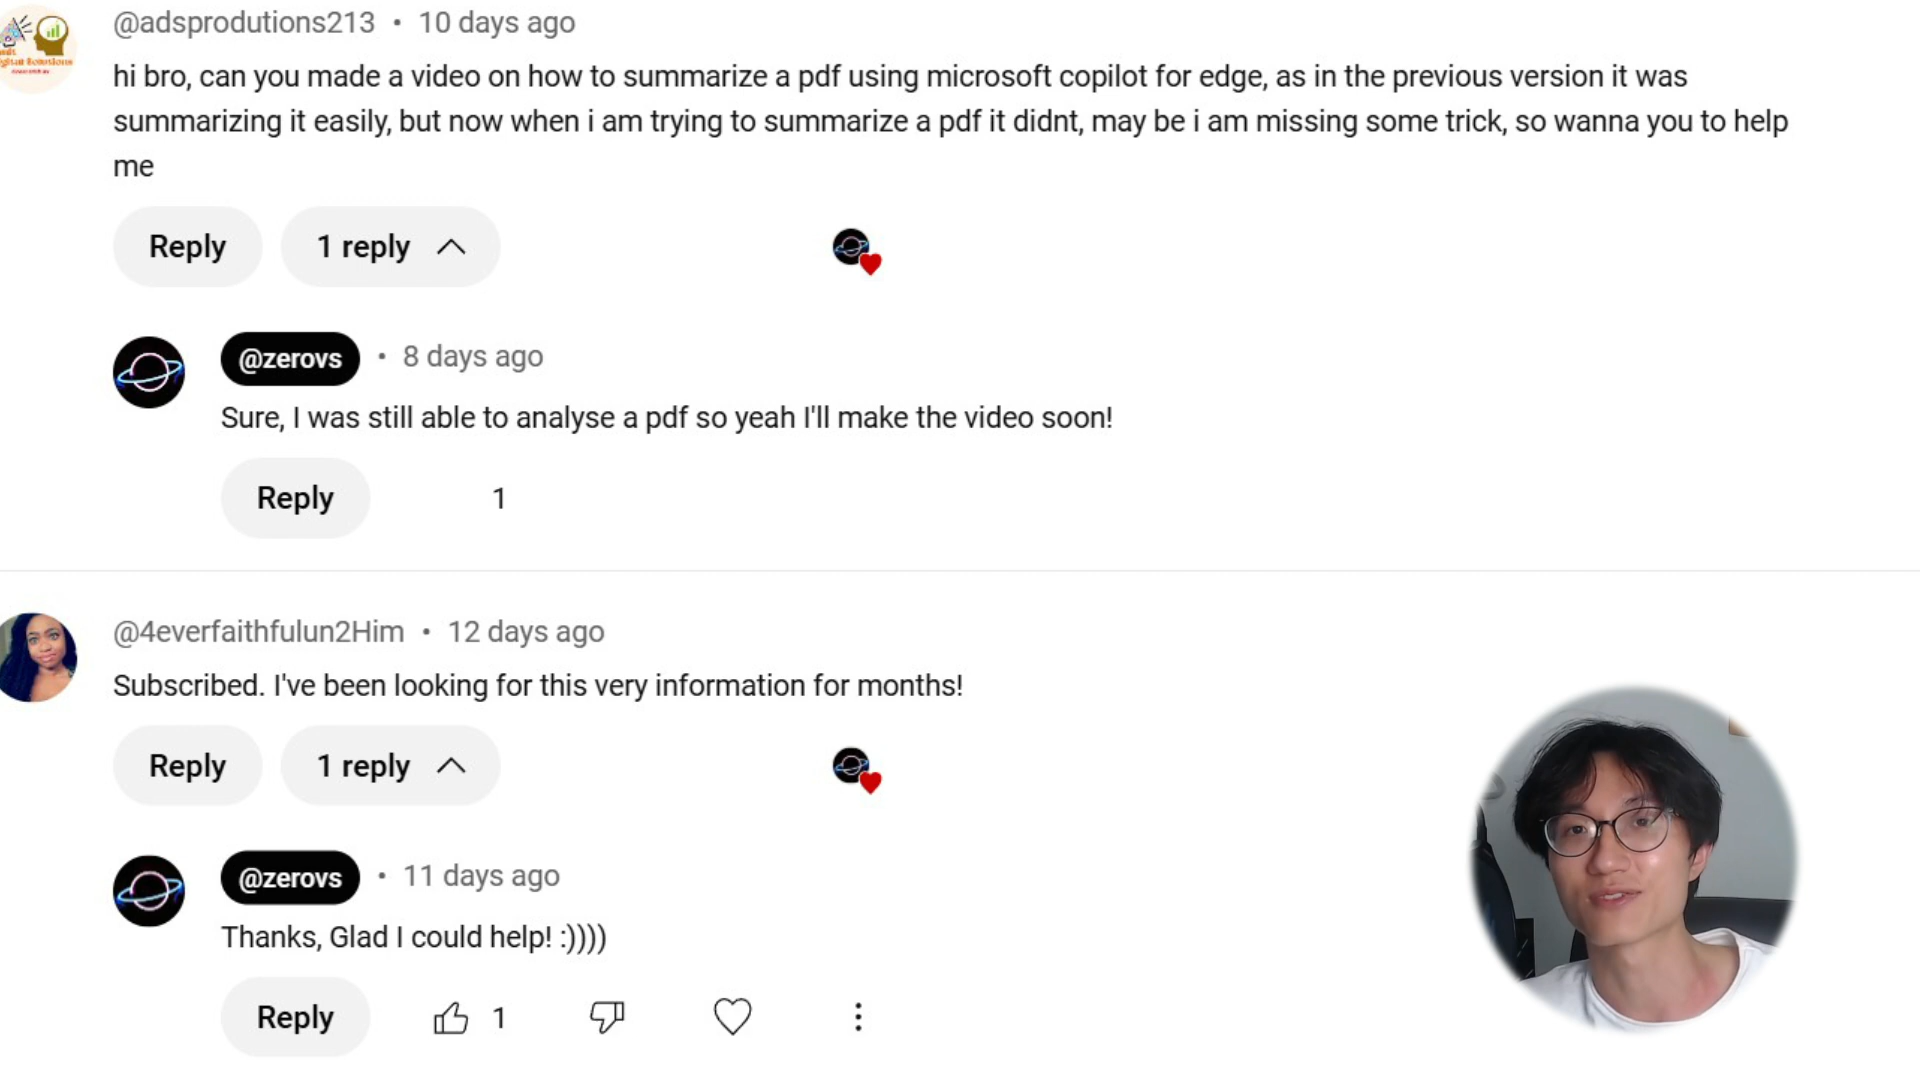 @adsprodutions213 • 10 days ago
hi bro, can you made a video on how to summarize a pdf using microsoft copilot for edge, as in the previous version it was
summarizing it easily, but now when i am trying to summarize a pdf it didnt, may be i am missing some trick, so wanna you to help
me
Reply 1 reply
@zerovs • 8 days ago
Sure, I was still able to analyse a pdf so yeah I'll make the video soon!
Reply 1
@4everfaithfulun2Him • 12 days ago
Subscribed. I've been looking for this very information for months!
Reply 1 reply
@zerovs • 11 days ago
Thanks, Glad I could help! :))))
Reply 1